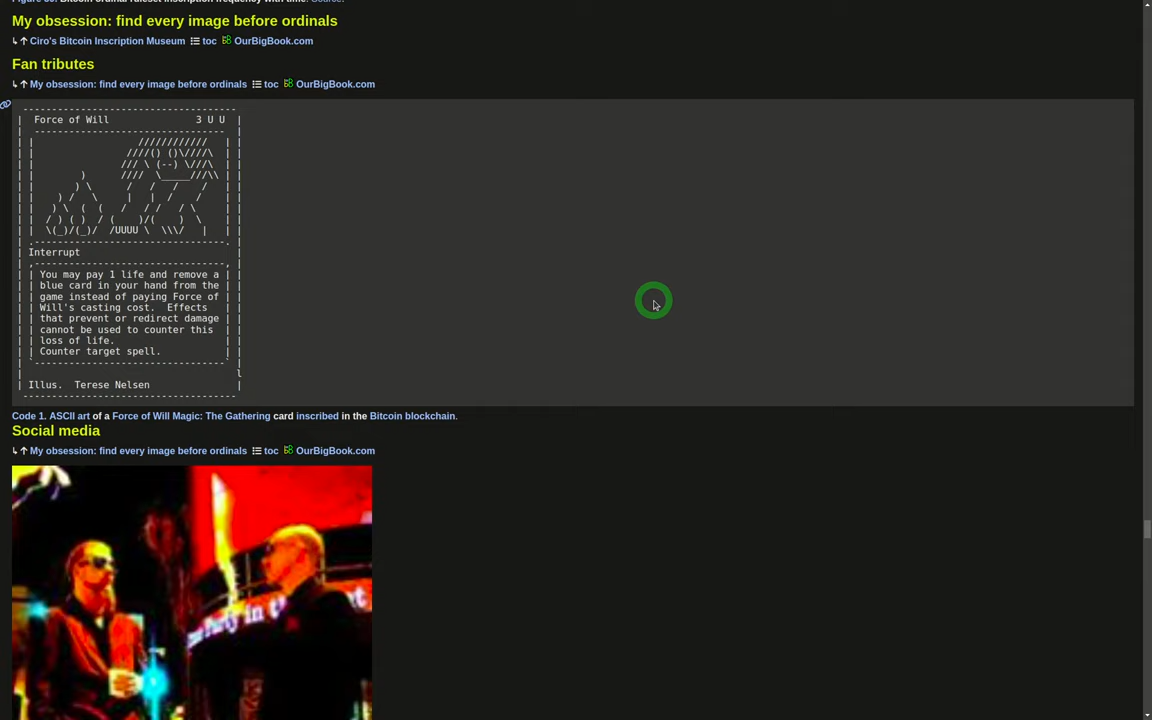 My obsession: find every image before ordinals
Ciro's Bitcoin Inscription Museum toc OurBigBook.com
Fan tributes
My obsession: find every image before ordinals toc OurBigBook.com
Force of Will 3 U U
Interrupt
You may pay 1 life and remove a
blue card in your hand from the
game instead of paying Force of
Will's casting cost. Effects
that prevent or redirect damage
cannot be used to counter this
loss of life.
Counter target spell.
Illus. Terese Nelsen
Code 1. ASCII art of a Force of Will Magic: The Gathering card inscribed in the Bitcoin blockchain.
Social media
My obsession: find every image before ordinals toc OurBigBook.com
Party in t